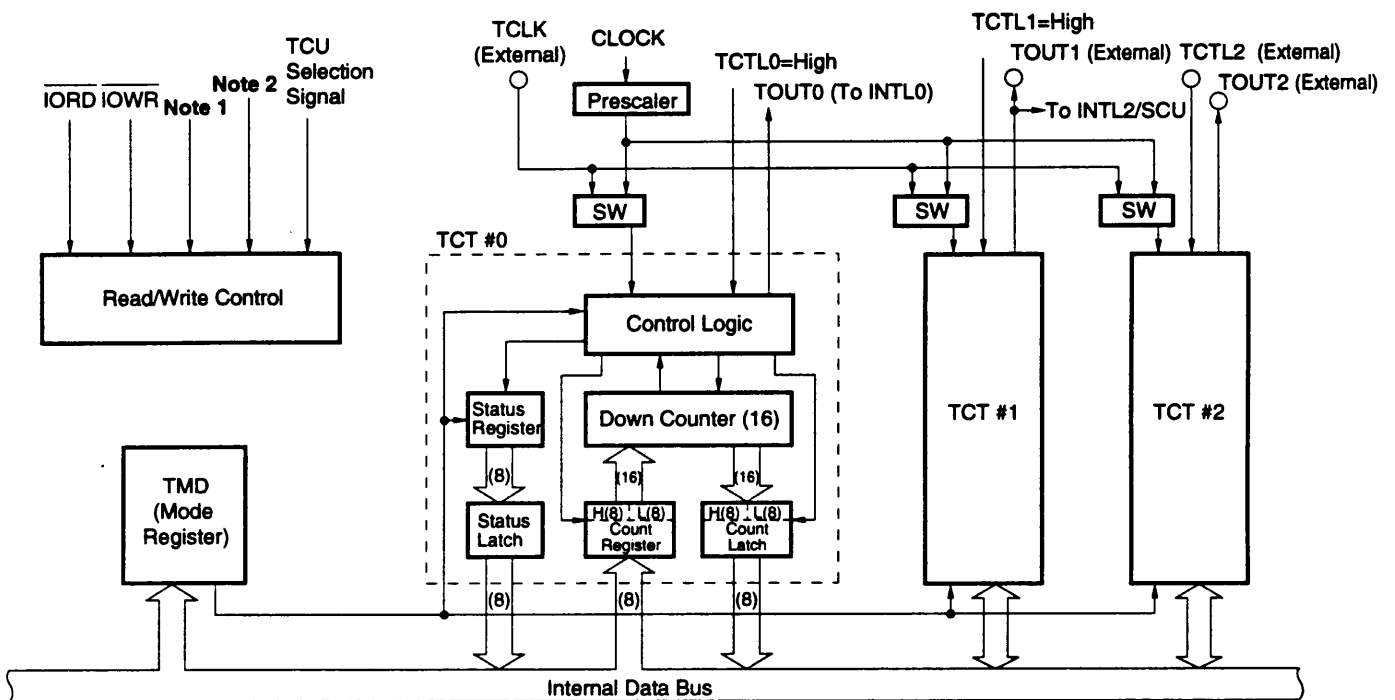 TCLK
(External)
CLOCK
TCTL1=High
TOUT1 (External)
TCTL2 (External)
TOUT2 (External)
TCU
Selection
Signal
IORD
IOWR
Note 1
Note 2
TCTL0=High
TOUT0 (To INTL0)
To INTL2/SCU
Prescaler
SW
SW
SW
TCT #0
Read/Write Control
Control Logic
Status
Register
Down Counter (16)
TCT #1
TCT #2
TMD
(Mode
Register)
(8)
(16)
(16)
Status
Latch
H(8) L(8)
Count
Register
H(8) L(8)
Count
Latch
(8)
(8)
(8)
Internal Data Bus